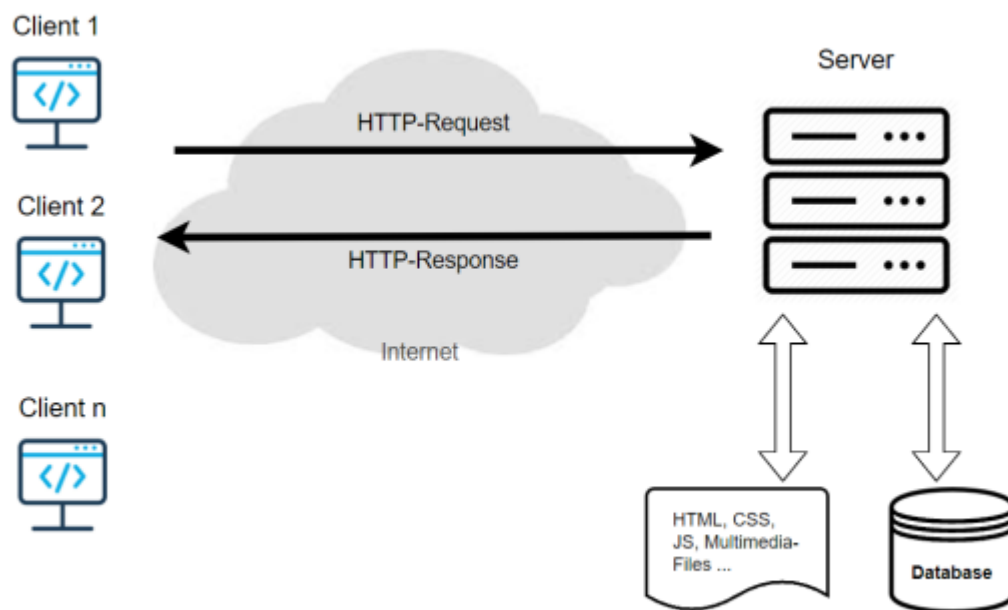 Client 1
</>
Server
HTTP-Request
Client 2
</>
HTTP-Response
Internet
Client n
</>
HTML, CSS,
JS, Multimedia-
Files ...
Database